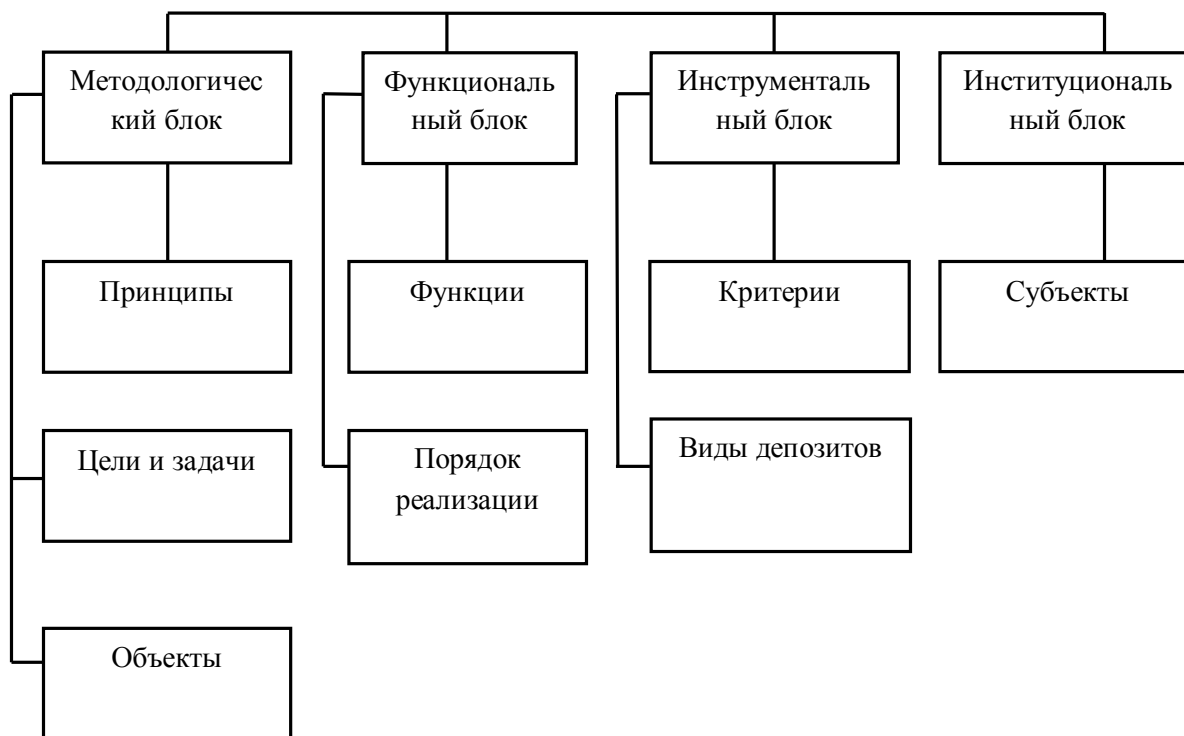 Методологичес
кий блок
Функциональ
ный блок
Инструменталь
ный блок
Институциональ
ный блок
Принципы
Функции
Критерии
Субъекты
Цели и задачи
Порядок
реализации
Виды депозитов
Объекты